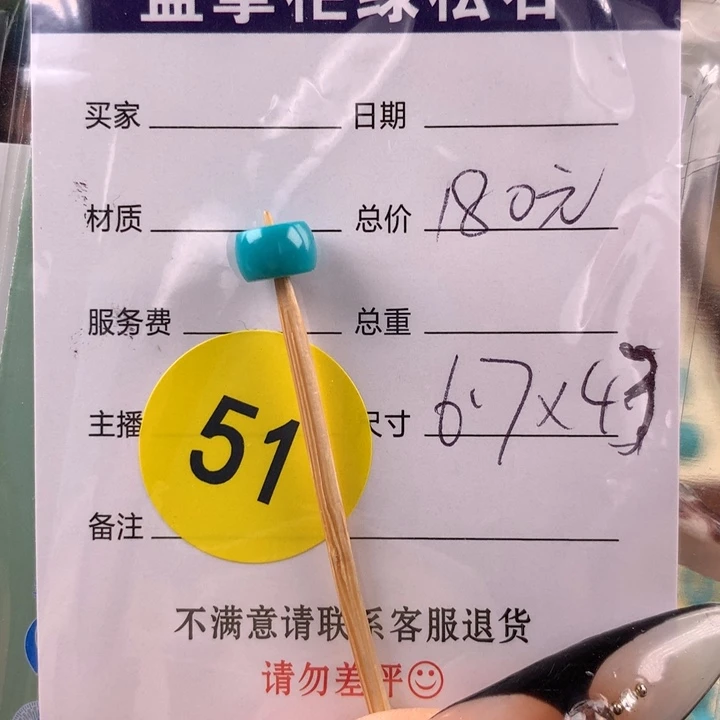 买家 日期
材质 总价 180元
服务费 总重
主播 尺寸 6.7×4.3
51
备注
不满意请联系客服退货
请勿差评